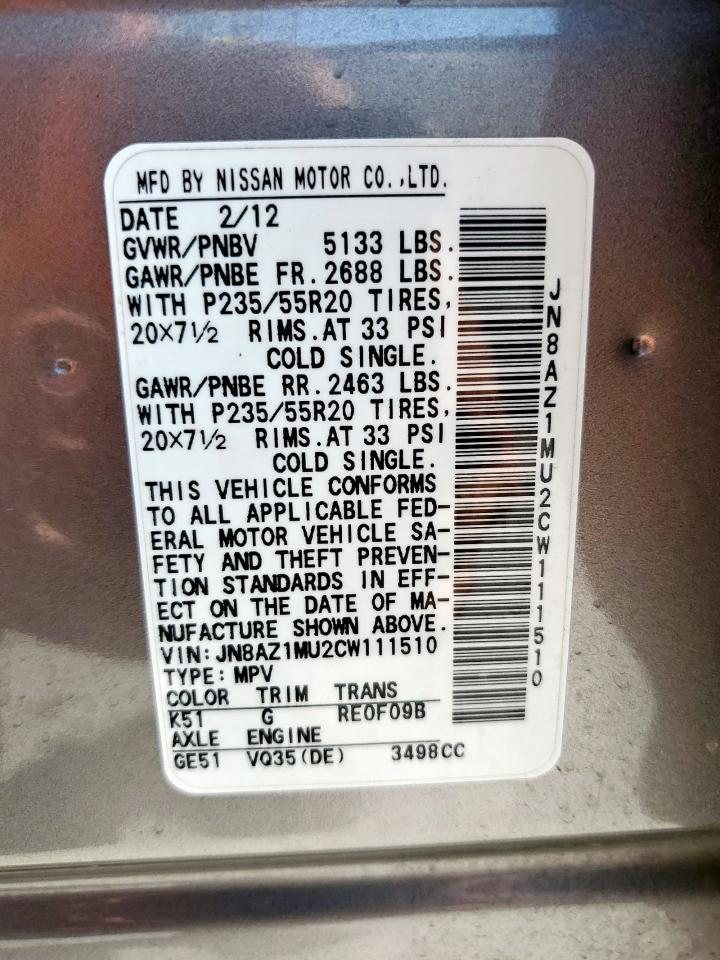 MFD BY NISSAN MOTOR CO.,LTD.
DATE 2/12
GVWR/PNBV 5133 LBS.
GAWR/PNBE FR.2688 LBS.
WITH P235/55R20 TIRES,
20×7½ RIMS.AT 33 PSI
COLD SINGLE.
GAWR/PNBE RR.2463 LBS.
WITH P235/55R20 TIRES,
20×7½ RIMS.AT 33 PSI
COLD SINGLE.
THIS VEHICLE CONFORMS
TO ALL APPLICABLE FED-
ERAL MOTOR VEHICLE SA-
FETY AND THEFT PREVEN-
TION STANDARDS IN EFF-
ECT ON THE DATE OF MA-
NUFACTURE SHOWN ABOVE.
VIN:JN8AZ1MU2CW111510
TYPE:MPV
COLOR TRIM TRANS
K51 G RE0F09B
AXLE ENGINE
GE51 VQ35(DE) 3498CC
JN8AZ1MU2CW111510